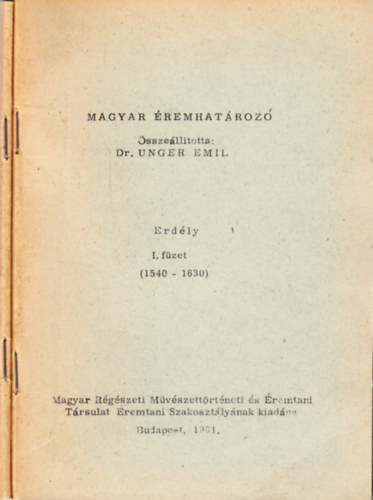 MAGYAR ÉREMHATÁROZÓ
Összeállította:
Dr. UNGER EMIL
Erdély
I. füzet
(1540 - 1630)
Magyar Régészeti Művészettörténeti és Éremtani
Társulat Éremtani Szakosztályának kiadása
Budapest,